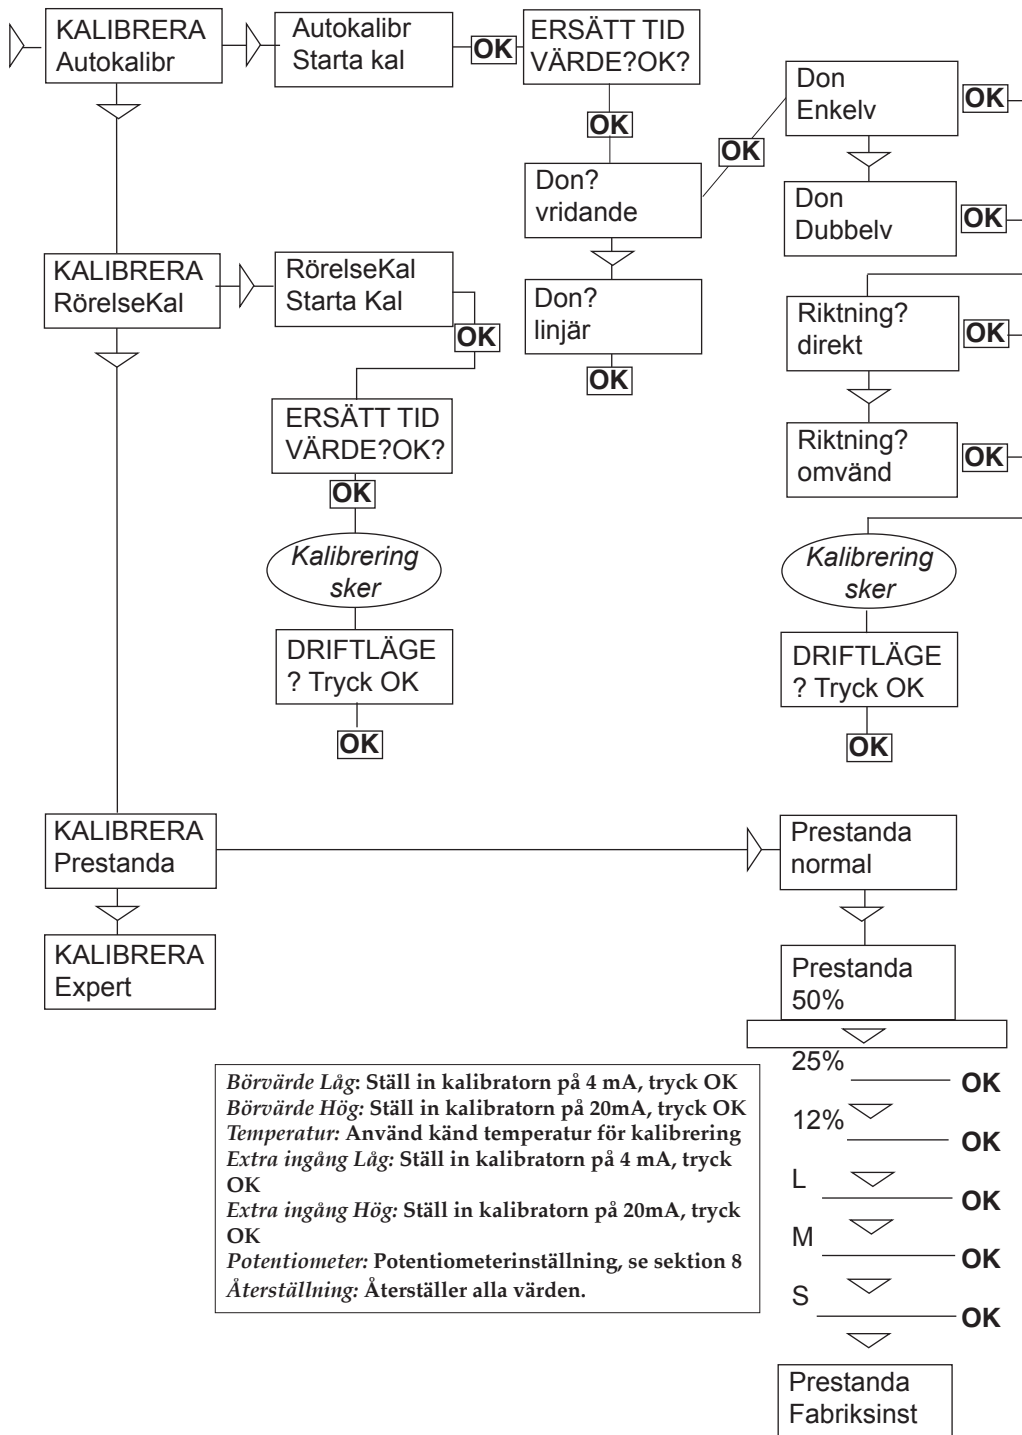 KALIBRERA
Autokalibr
Autokalibr
Starta kal
OK
ERSÄTT TID
VÄRDE?OK?
OK
Don?
vridande
OK
Don
Enkelv
OK
Don
Dubbelv
OK
Don?
linjär
OK
Riktning?
direkt
OK
Riktning?
omvänd
OK
Kalibrering
sker
DRIFTLÄGE
? Tryck OK
OK
KALIBRERA
RörelseKal
RörelseKal
Starta Kal
OK
ERSÄTT TID
VÄRDE?OK?
OK
Kalibrering
sker
DRIFTLÄGE
? Tryck OK
OK
KALIBRERA
Prestanda
Prestanda
normal
Prestanda
50%
25%
OK
12%
OK
L
OK
M
OK
S
OK
Prestanda
Fabriksinst
KALIBRERA
Expert
Börvärde Låg: Ställ in kalibratorn på 4 mA, tryck OK
Börvärde Hög: Ställ in kalibratorn på 20mA, tryck OK
Temperatur: Använd känd temperatur för kalibrering
Extra ingång Låg: Ställ in kalibratorn på 4 mA, tryck
OK
Extra ingång Hög: Ställ in kalibratorn på 20mA, tryck
OK
Potentiometer: Potentiometerinställning, se sektion 8
Återställning: Återställer alla värden.